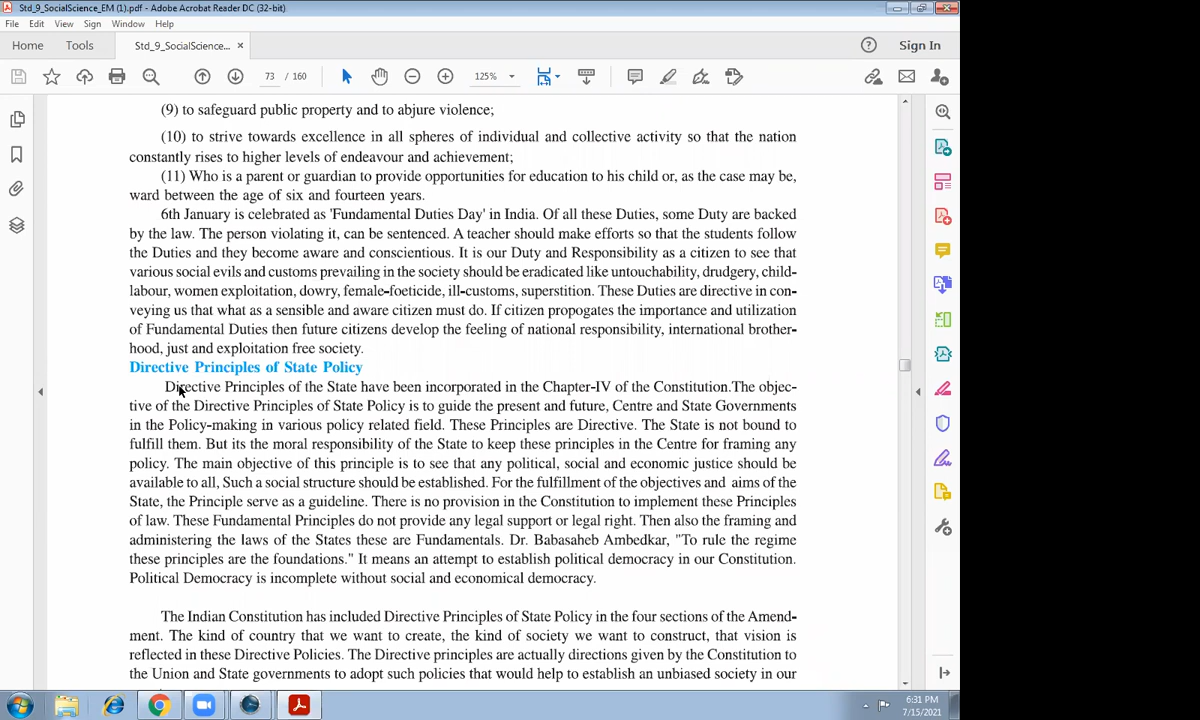 Std_9_SocialScience_EM (1).pdf - Adobe Acrobat Reader DC (32-bit)
File Edit View Sign Window Help
Home Tools Std_9_SocialScience... × Sign In
73 / 160 125%
(9) to safeguard public property and to abjure violence;
(10) to strive towards excellence in all spheres of individual and collective activity so that the nation
constantly rises to higher levels of endeavour and achievement;
(11) Who is a parent or guardian to provide opportunities for education to his child or, as the case may be,
ward between the age of six and fourteen years.
6th January is celebrated as 'Fundamental Duties Day' in India. Of all these Duties, some Duty are backed
by the law. The person violating it, can be sentenced. A teacher should make efforts so that the students follow
the Duties and they become aware and conscientious. It is our Duty and Responsibility as a citizen to see that
various social evils and customs prevailing in the society should be eradicated like untouchability, drudgery, child-
labour, women exploitation, dowry, female-foeticide, ill-customs, superstition. These Duties are directive in con-
veying us that what as a sensible and aware citizen must do. If citizen propogates the importance and utilization
of Fundamental Duties then future citizens develop the feeling of national responsibility, international brother-
hood, just and exploitation free society.
Directive Principles of State Policy
Directive Principles of the State have been incorporated in the Chapter-IV of the Constitution.The objec-
tive of the Directive Principles of State Policy is to guide the present and future, Centre and State Governments
in the Policy-making in various policy related field. These Principles are Directive. The State is not bound to
fulfill them. But its the moral responsibility of the State to keep these principles in the Centre for framing any
policy. The main objective of this principle is to see that any political, social and economic justice should be
available to all, Such a social structure should be established. For the fulfillment of the objectives and aims of the
State, the Principle serve as a guideline. There is no provision in the Constitution to implement these Principles
of law. These Fundamental Principles do not provide any legal support or legal right. Then also the framing and
administering the laws of the States these are Fundamentals. Dr. Babasaheb Ambedkar, "To rule the regime
these principles are the foundations." It means an attempt to establish political democracy in our Constitution.
Political Democracy is incomplete without social and economical democracy.
The Indian Constitution has included Directive Principles of State Policy in the four sections of the Amend-
ment. The kind of country that we want to create, the kind of society we want to construct, that vision is
reflected in these Directive Policies. The Directive principles are actually directions given by the Constitution to
the Union and State governments to adopt such policies that would help to establish an unbiased society in our
6:31 PM
7/15/2021